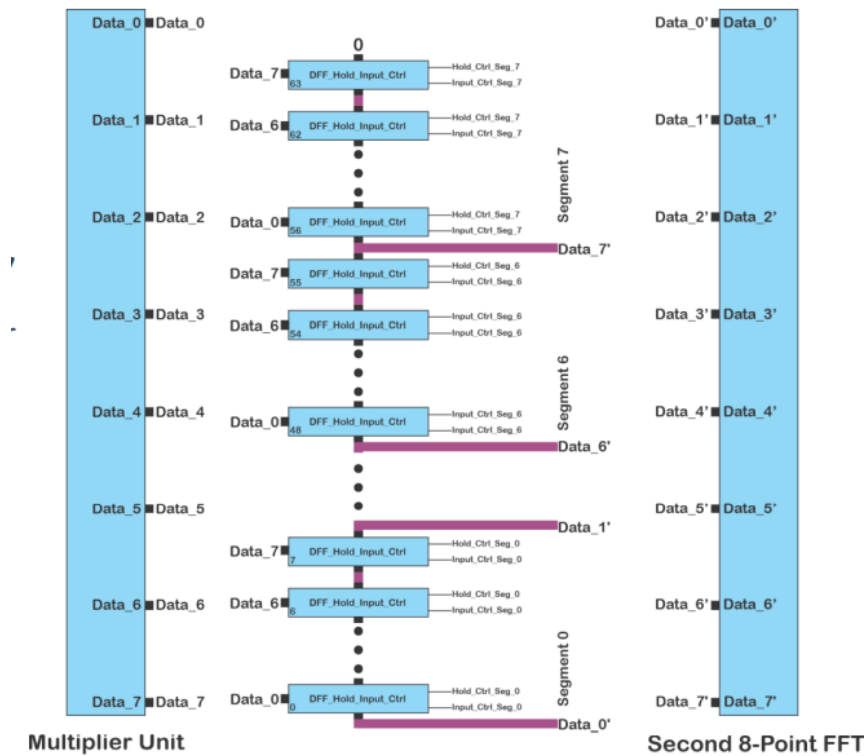 Data_0
Data_1
Data_2
Data_3
Data_4
Data_5
Data_6
Data_7
Data_0
Data_1
Data_2
Data_3
Data_4
Data_5
Data_6
Data_7
Multiplier Unit
0
Data_7
DFF_Hold_Input_Ctrl
63
Hold_Ctrl_Seg_7
Input_Ctrl_Seg_7
Data_6
DFF_Hold_Input_Ctrl
62
Hold_Ctrl_Seg_7
Input_Ctrl_Seg_7
Segment 7
Data_0
DFF_Hold_Input_Ctrl
56
Hold_Ctrl_Seg_7
Input_Ctrl_Seg_7
Data_7'
Data_7
DFF_Hold_Input_Ctrl
55
Hold_Ctrl_Seg_6
Input_Ctrl_Seg_6
Data_6
DFF_Hold_Input_Ctrl
54
Input_Ctrl_Seg_6
Input_Ctrl_Seg_6
Segment 6
Data_0
DFF_Hold_Input_Ctrl
48
Input_Ctrl_Seg_6
Input_Ctrl_Seg_6
Data_6'
Data_1'
Data_7
DFF_Hold_Input_Ctrl
7
Hold_Ctrl_Seg_0
Input_Ctrl_Seg_0
Data_6
DFF_Hold_Input_Ctrl
6
Hold_Ctrl_Seg_0
Input_Ctrl_Seg_0
Segment 0
Data_0
DFF_Hold_Input_Ctrl
0
Hold_Ctrl_Seg_0
Input_Ctrl_Seg_0
Data_0'
Data_0'
Data_1'
Data_2'
Data_3'
Data_4'
Data_5'
Data_6'
Data_7'
Data_0'
Data_1'
Data_2'
Data_3'
Data_4'
Data_5'
Data_6'
Data_7'
Second 8-Point FFT